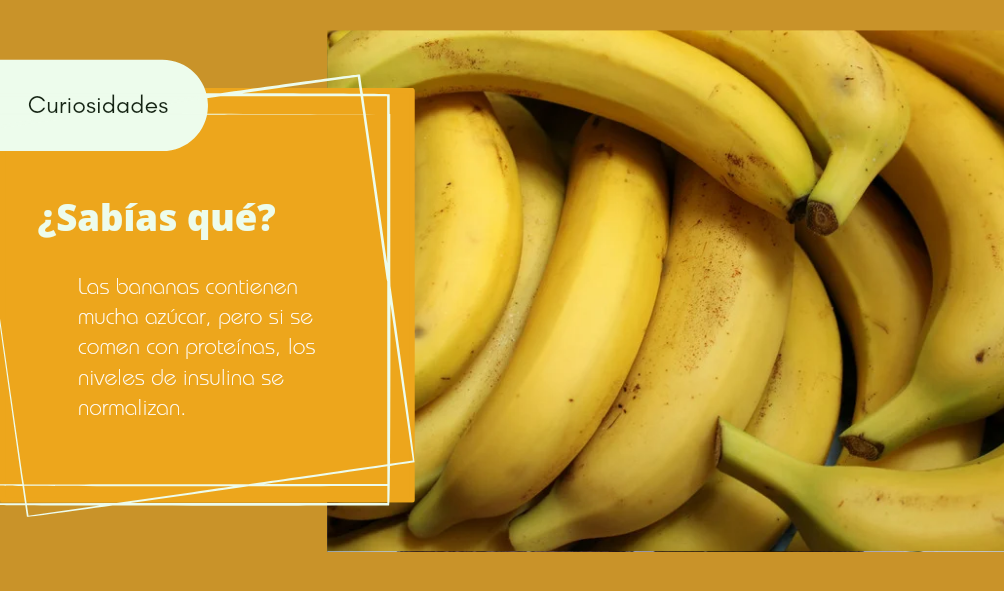 Curiosidades
¿Sabías qué?
Las bananas contienen
mucha azúcar, pero si se
comen con proteínas, los
niveles de insulina se
normalizan.